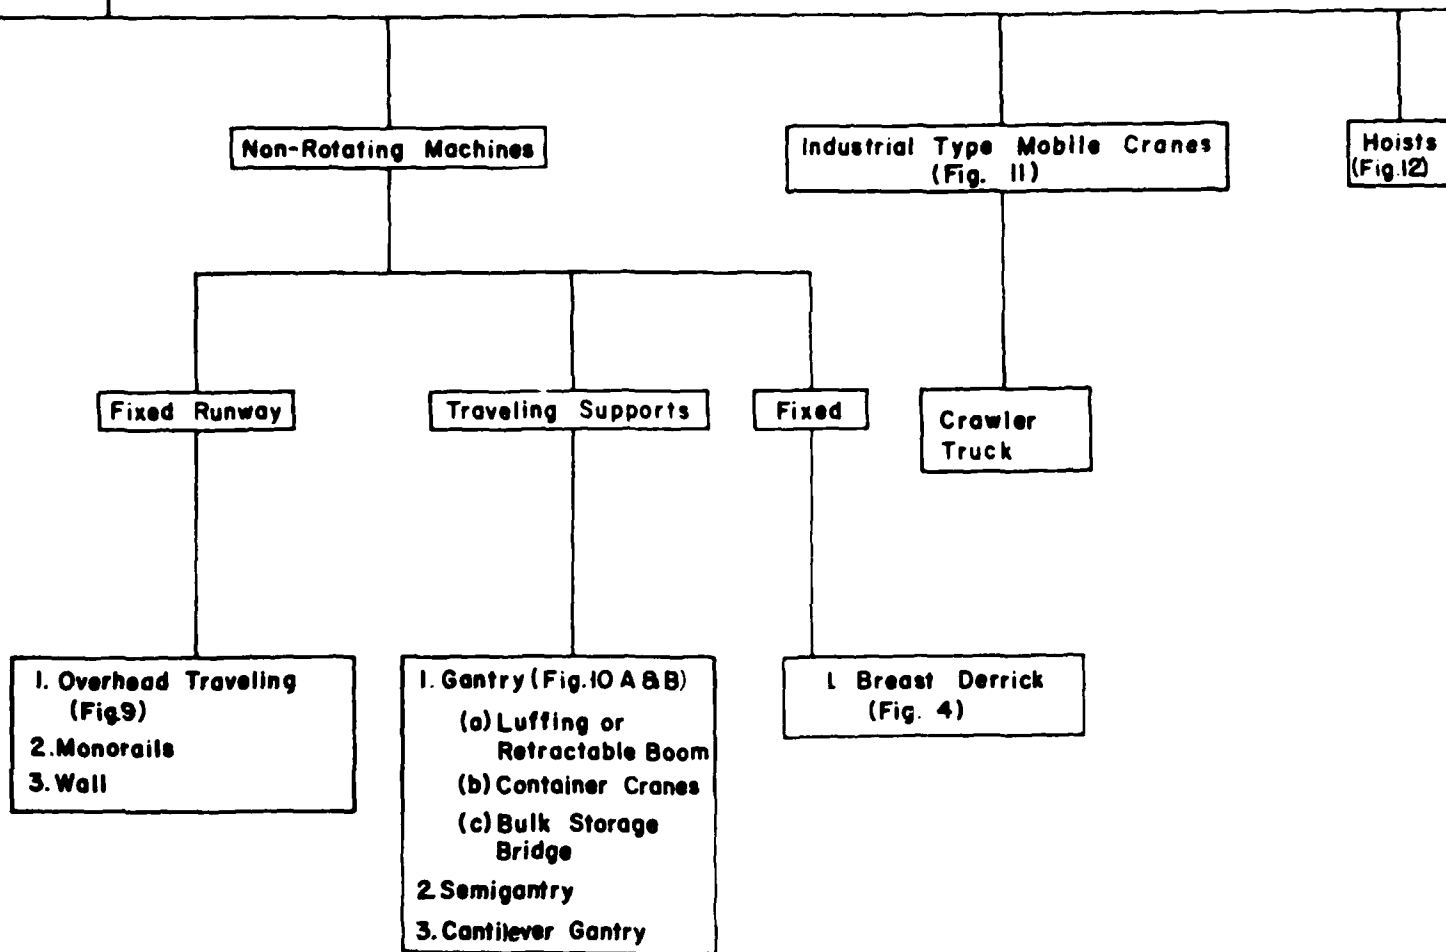 Non-Rotating Machines
Industrial Type Mobile Cranes
(Fig. 11)
Hoists
(Fig.12)
Fixed Runway
Traveling Supports
Fixed
Crawler
Truck
1. Overhead Traveling
(Fig.9)
2. Monorails
3. Wall
1. Gantry (Fig.10 A & B)
(a) Luffing or
Retractable Boom
(b) Container Cranes
(c) Bulk Storage
Bridge
2. Semigantry
3. Cantilever Gantry
1. Breast Derrick
(Fig. 4)